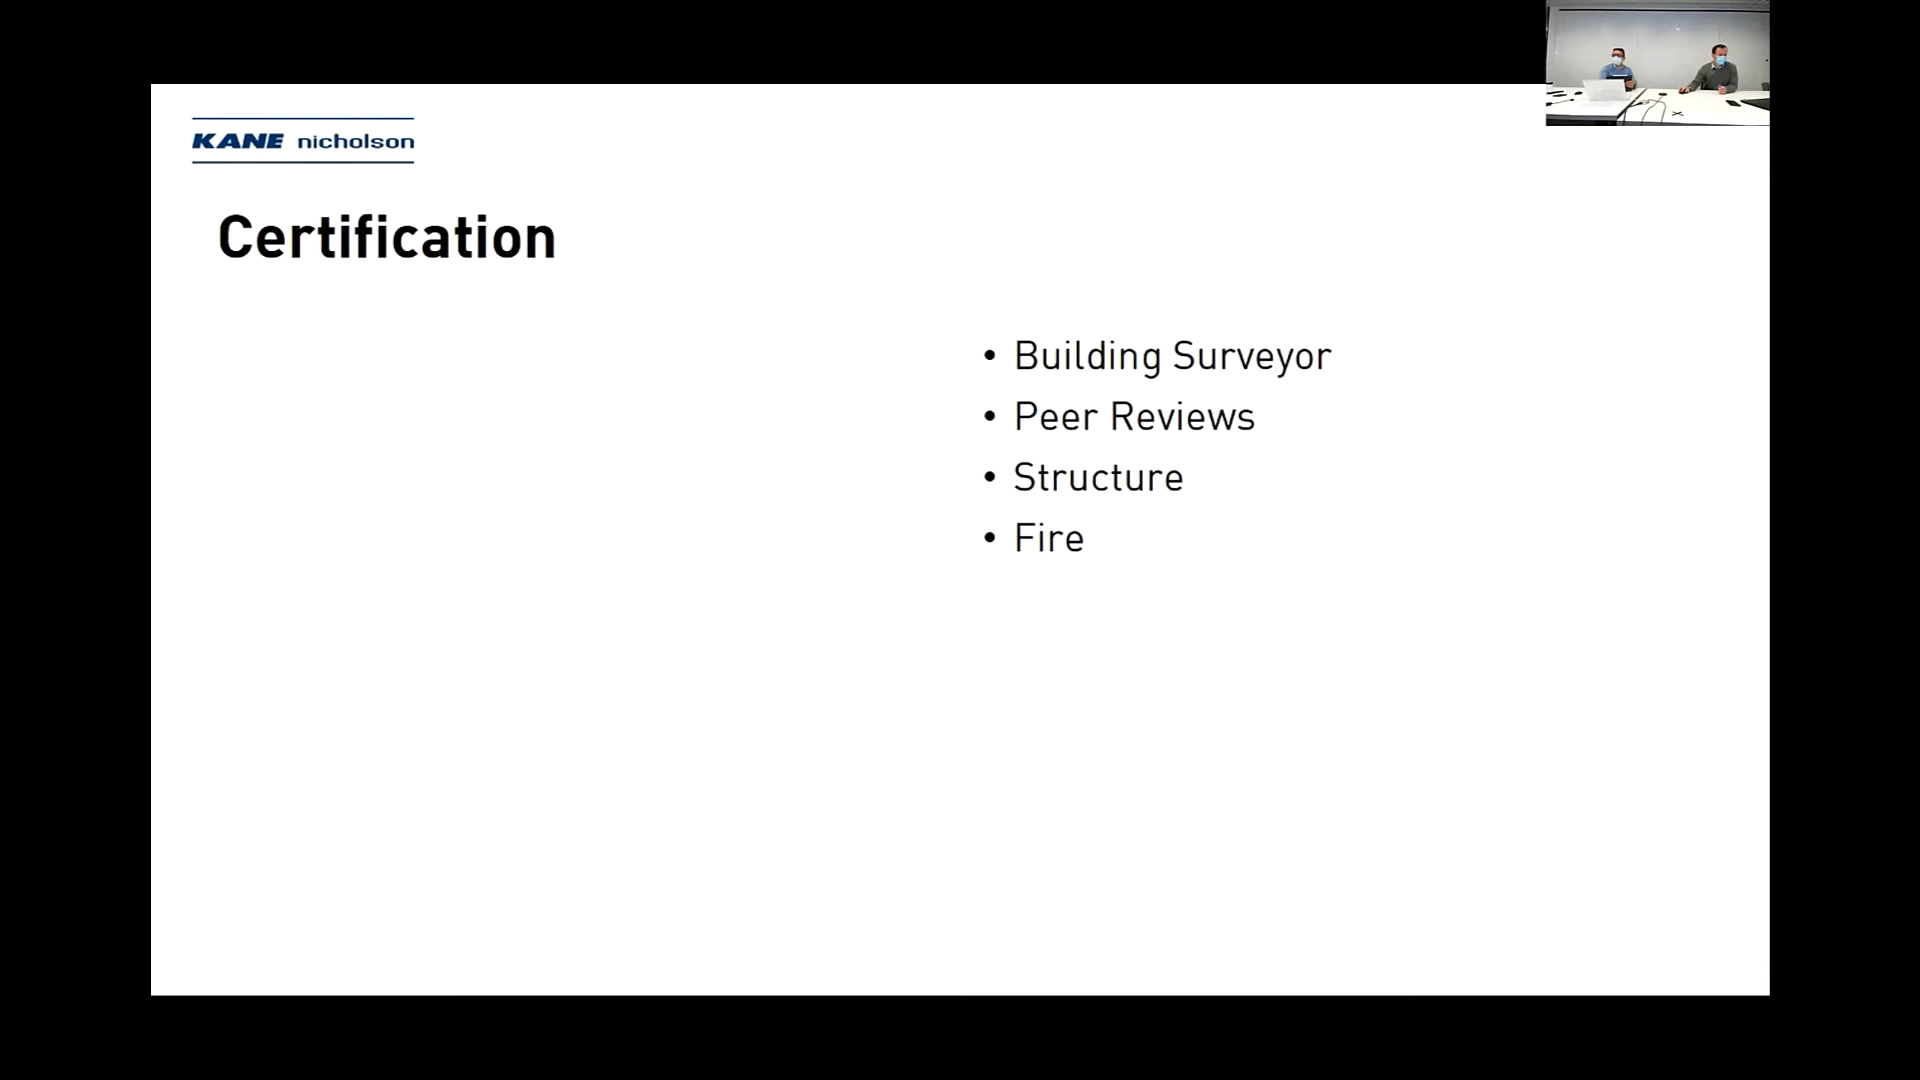 KANE nicholson
Certification
• Building Surveyor
• Peer Reviews
• Structure
• Fire